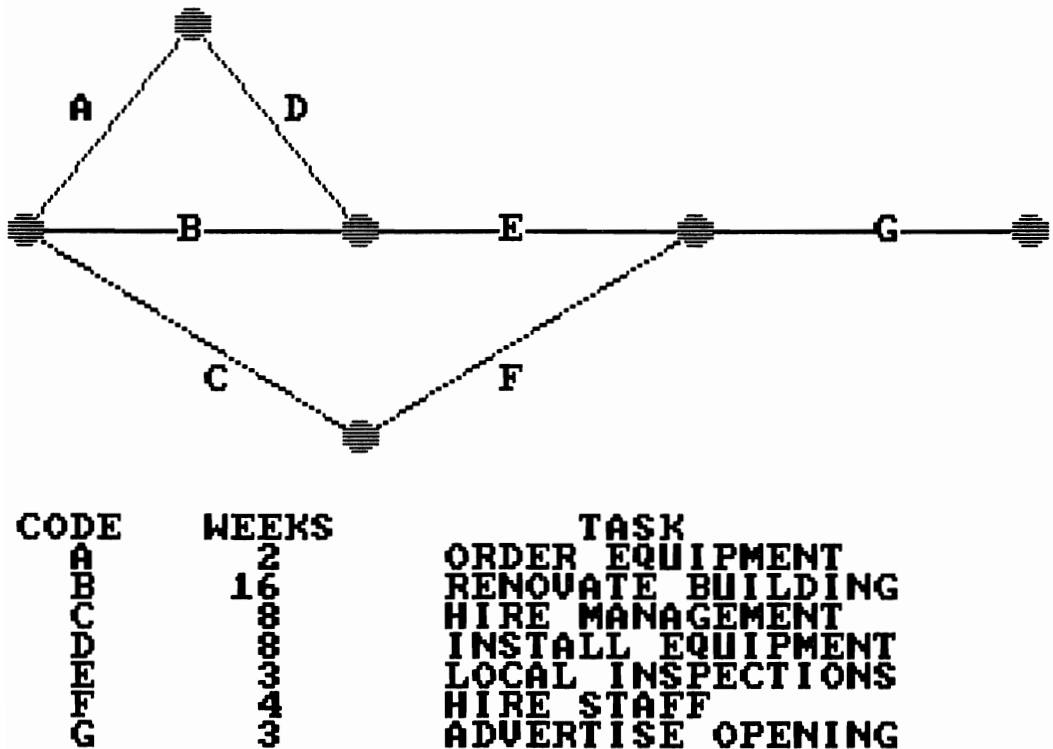 A D
B E G
C F
CODE WEEKS TASK
A 2 ORDER EQUIPMENT
B 16 RENOVATE BUILDING
C 8 HIRE MANAGEMENT
D 8 INSTALL EQUIPMENT
E 3 LOCAL INSPECTIONS
F 4 HIRE STAFF
G 3 ADVERTISE OPENING